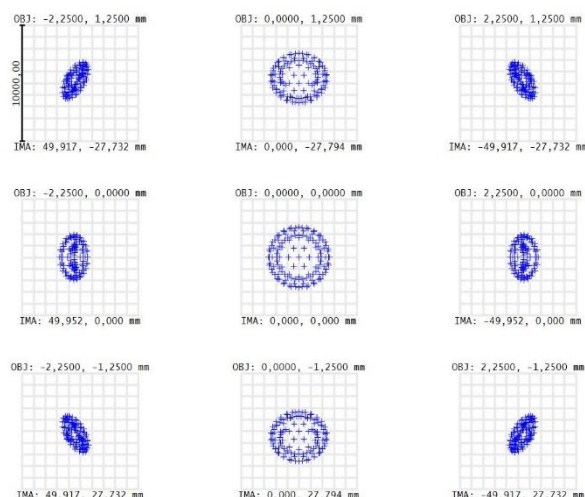 OBJ: -2,2500, 1,2500 mm
OBJ: 0,0000, 1,2500 mm
OBJ: 2,2500, 1,2500 mm
10000,00
IMA: 49,917, -27,732 mm
IMA: 0,000, -27,794 mm
IMA: -49,917, -27,732 mm
OBJ: -2,2500, 0,0000 mm
OBJ: 0,0000, 0,0000 mm
OBJ: 2,2500, 0,0000 mm
IMA: 49,952, 0,000 mm
IMA: 0,000, 0,000 mm
IMA: -49,952, 0,000 mm
OBJ: -2,2500, -1,2500 mm
OBJ: 0,0000, -1,2500 mm
OBJ: 2,2500, -1,2500 mm
IMA: 49,917, 27,732 mm
IMA: 0,000, 27,794 mm
IMA: -49,917, 27,732 mm